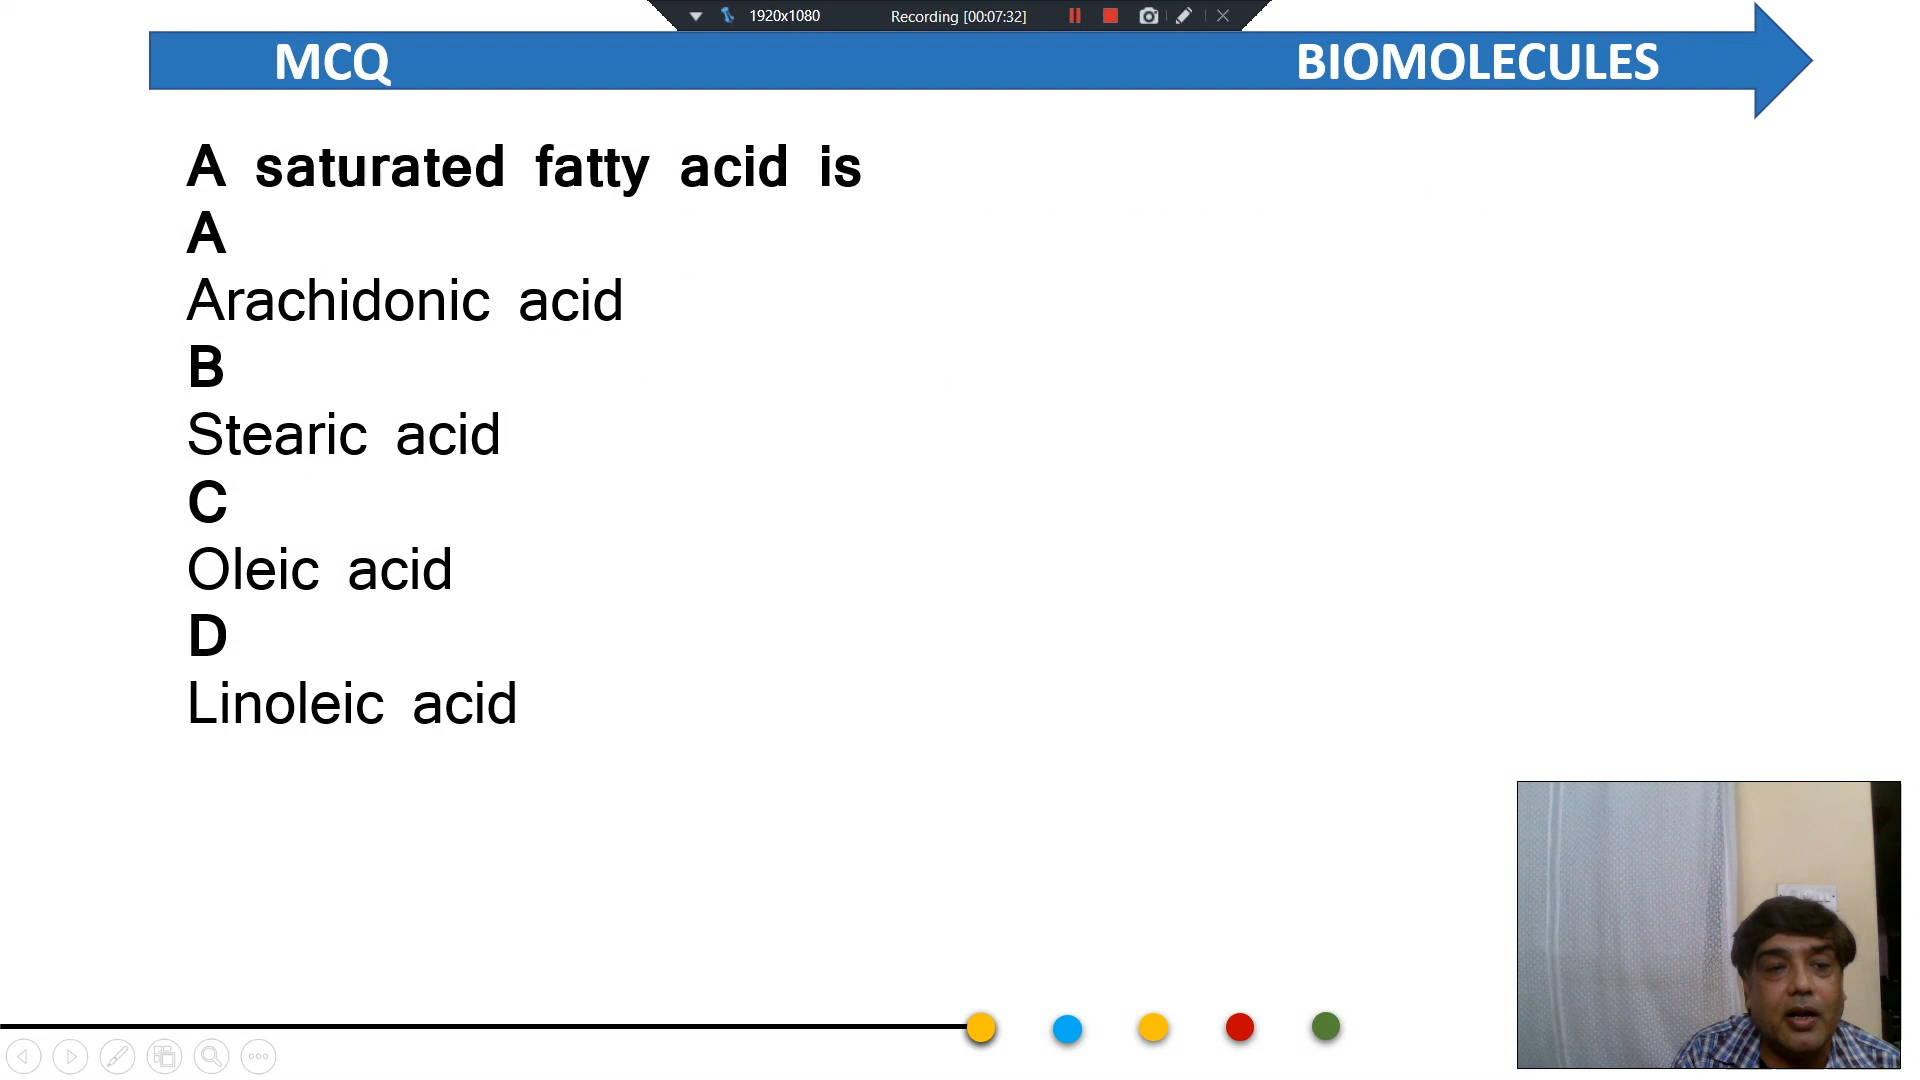 1920x1080 Recording [00:07:32]
MCQ BIOMOLECULES
A saturated fatty acid is
A
Arachidonic acid
B
Stearic acid
C
Oleic acid
D
Linoleic acid